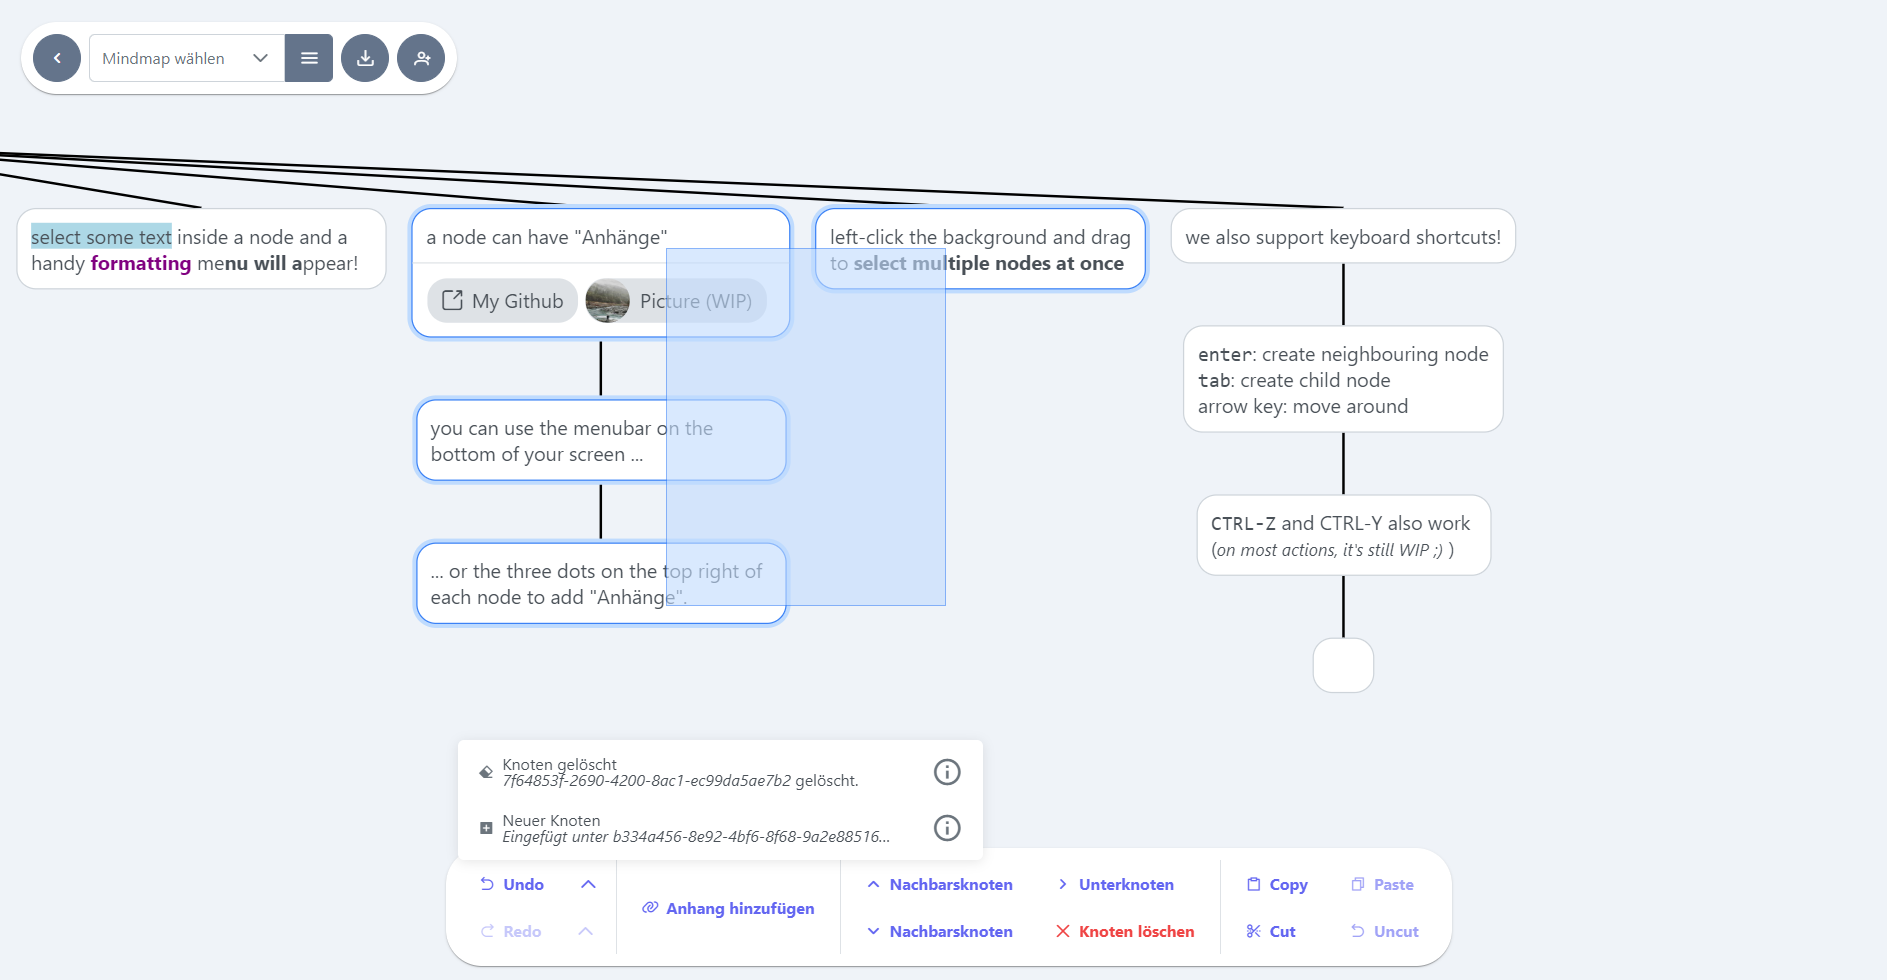 Mindmap wählen
select some text inside a node and a
handy formatting menu will appear!
a node can have "Anhänge"
My Github
Picture (WIP)
you can use the menubar on the
bottom of your screen ...
... or the three dots on the top right of
each node to add "Anhänge".
left-click the background and drag
to select multiple nodes at once
we also support keyboard shortcuts!
enter: create neighbouring node
tab: create child node
arrow key: move around
CTRL-Z and CTRL-Y also work
(on most actions, it's still WIP ;) )
Knoten gelöscht
7f64853f-2690-4200-8ac1-ec99da5ae7b2 gelöscht.
Neuer Knoten
Eingefügt unter b334a456-8e92-4bf6-8f68-9a2e88516...
Undo
Redo
Anhang hinzufügen
Nachbarsknoten
Nachbarsknoten
Unterknoten
Knoten löschen
Copy
Cut
Paste
Uncut